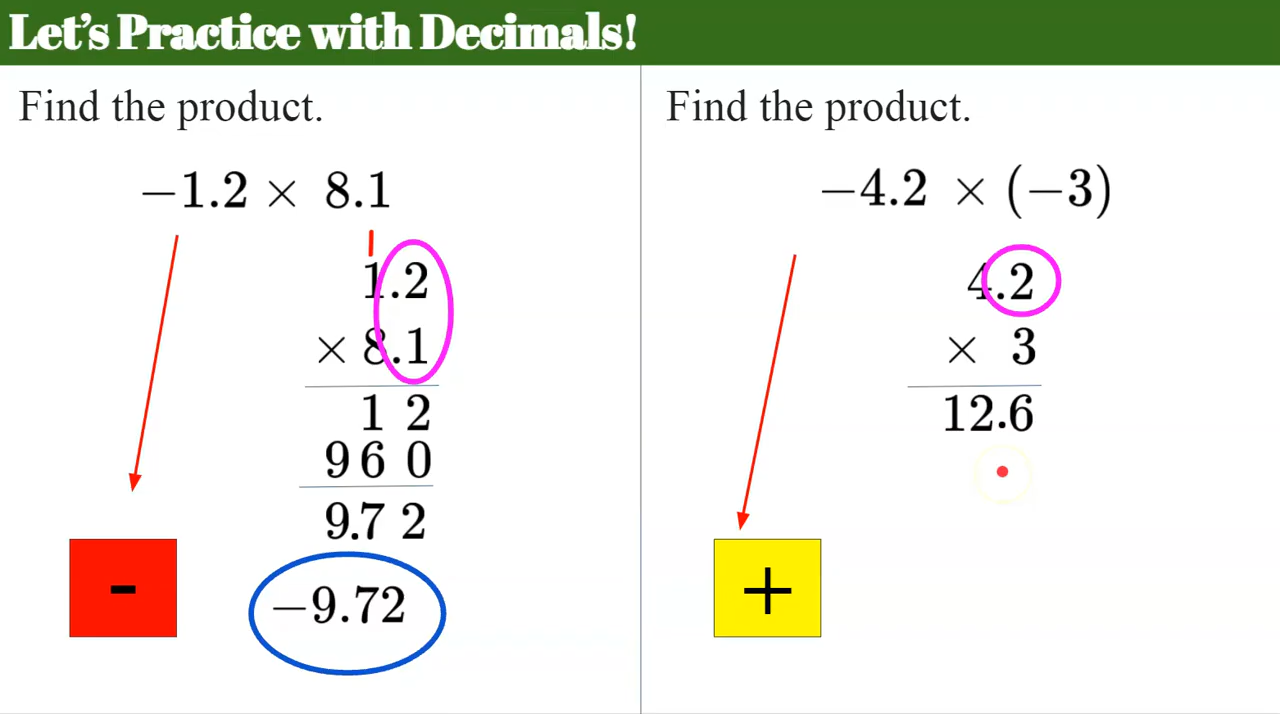 Let's Practice with Decimals!
Find the product.
−1.2 × 8.1
1.2
× 8.1
1 2
9 6 0
9.7 2
−9.72
-
Find the product.
−4.2 × (−3)
4.2
× 3
12.6
+